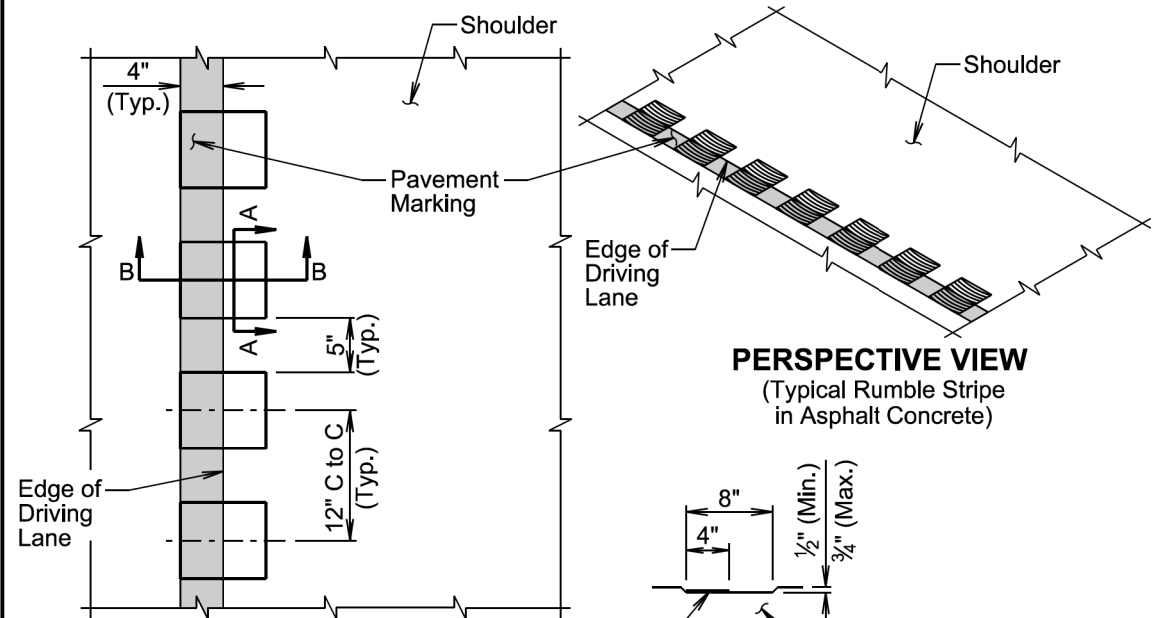 Shoulder
4"
(Typ.)
Pavement
Marking
A
B
B
A
5"
(Typ.)
12" C to C
(Typ.)
Edge of
Driving
Lane
Shoulder
Edge of
Driving
Lane
PERSPECTIVE VIEW
(Typical Rumble Stripe
in Asphalt Concrete)
8"
4"
½" (Min.)
¾" (Max.)